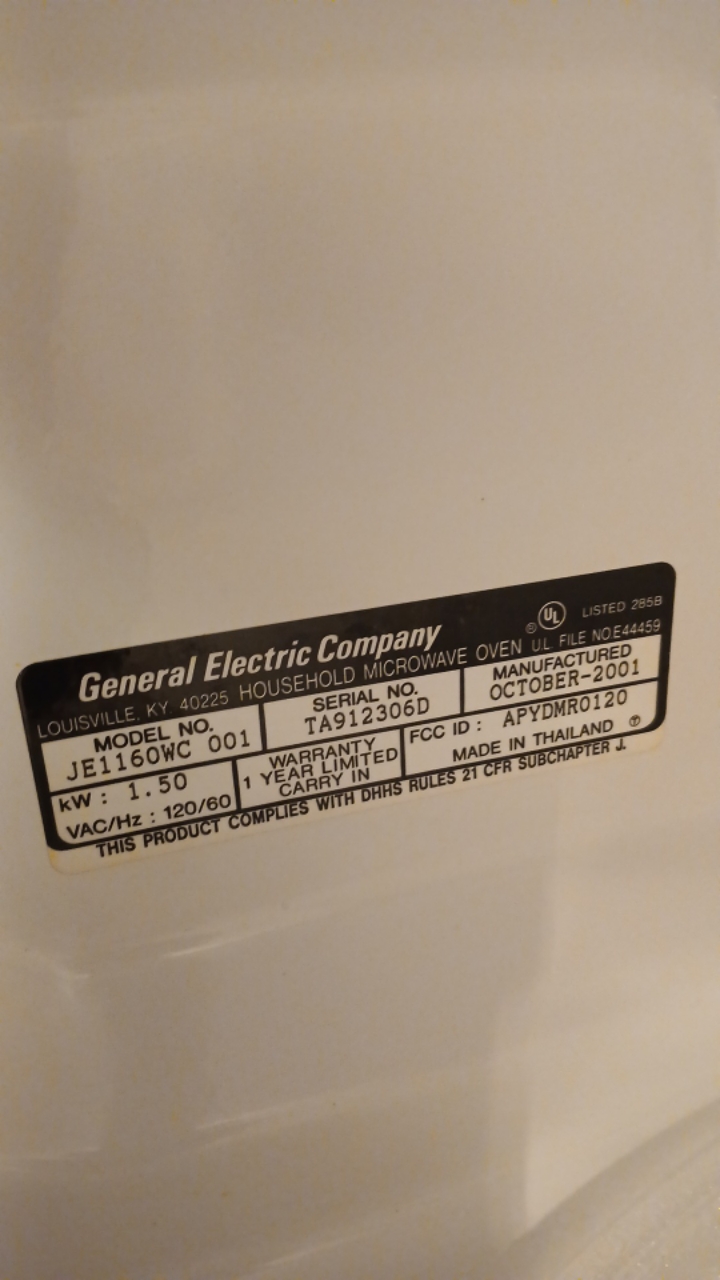 General Electric Company ® UL LISTED 285B
LOUISVILLE, KY. 40225 HOUSEHOLD MICROWAVE OVEN U.L. FILE NO.E44459
MODEL NO.
JE1160WC 001
SERIAL NO.
TA912306D
MANUFACTURED
OCTOBER-2001
kW : 1.50
VAC/Hz : 120/60
WARRANTY
1 YEAR LIMITED
CARRY IN
FCC ID : APYDMR0120
MADE IN THAILAND T
THIS PRODUCT COMPLIES WITH DHHS RULES 21 CFR SUBCHAPTER J.